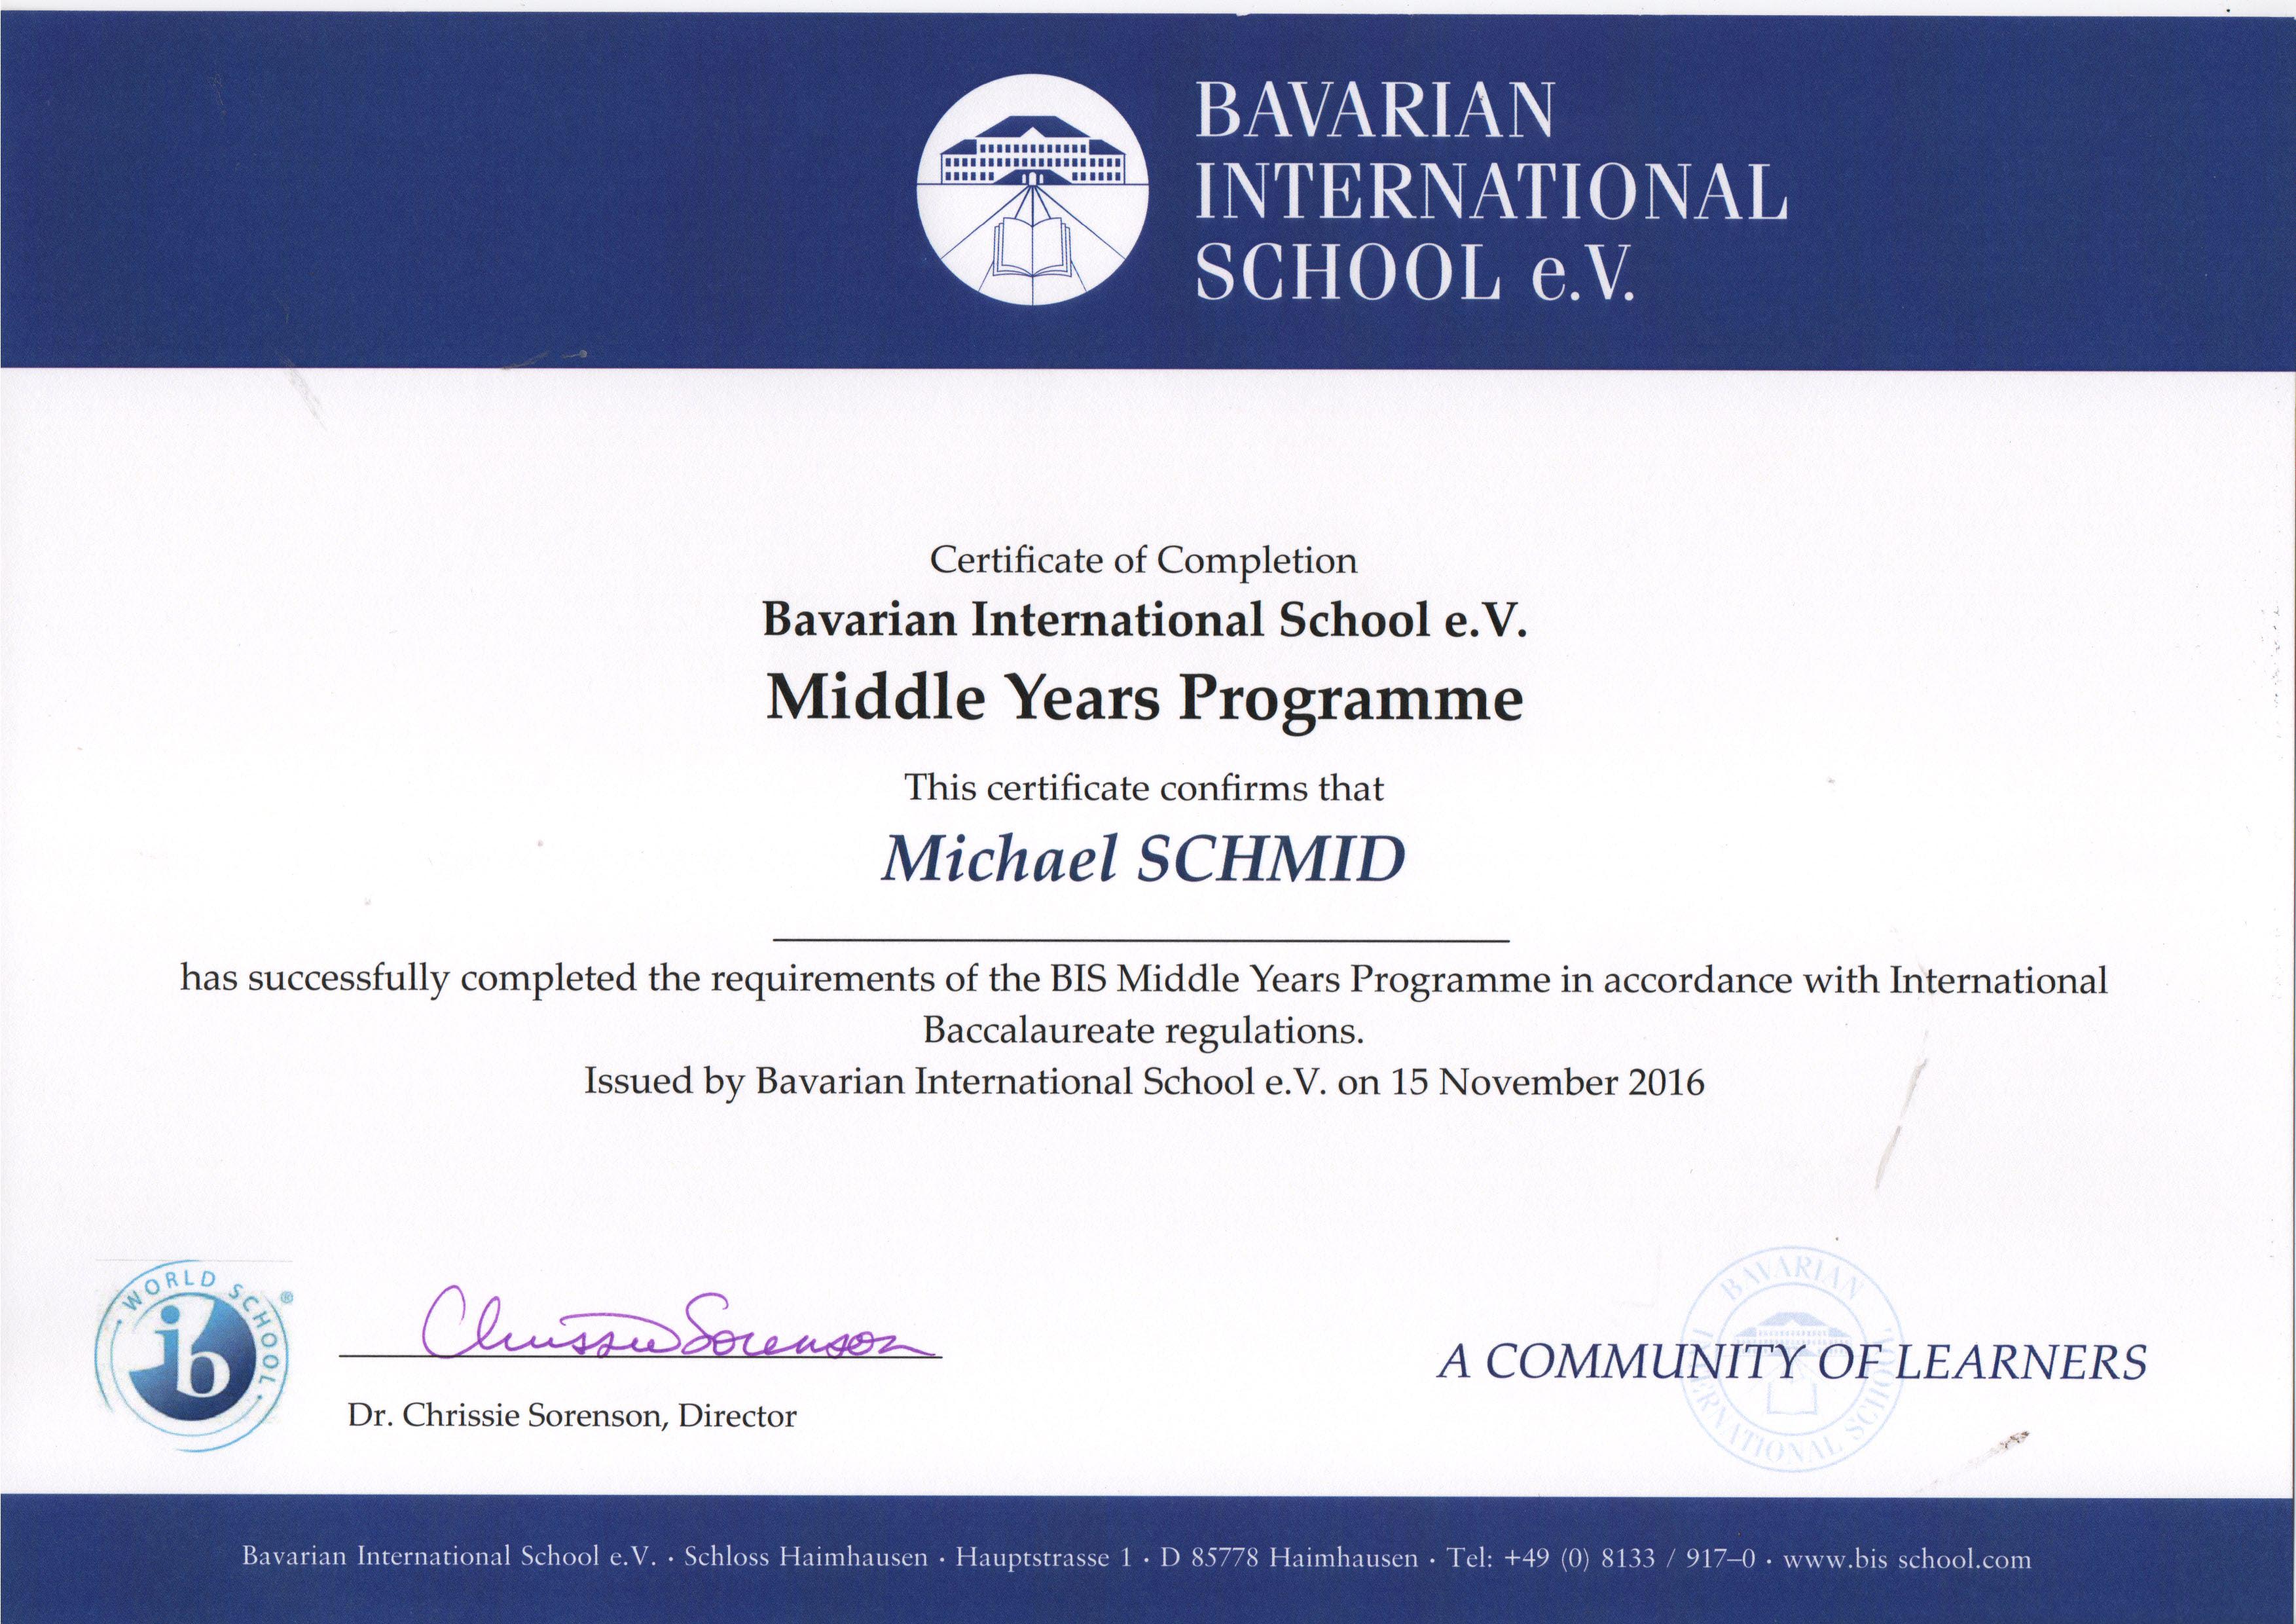 BAVARIAN
INTERNATIONAL
SCHOOL e.V.
Certificate of Completion
Bavarian International School e.V.
Middle Years Programme
This certificate confirms that
Michael SCHMID
has successfully completed the requirements of the BIS Middle Years Programme in accordance with International
Baccalaureate regulations.
Issued by Bavarian International School e.V. on 15 November 2016
WORLD SCHOOL ®
ib
Chrissie Sorenson
Dr. Chrissie Sorenson, Director
BAVARIAN INTERNATIONAL SCHOOL
A COMMUNITY OF LEARNERS
Bavarian International School e.V. · Schloss Haimhausen · Hauptstrasse 1 · D 85778 Haimhausen · Tel: +49 (0) 8133 / 917–0 · www.bis school.com